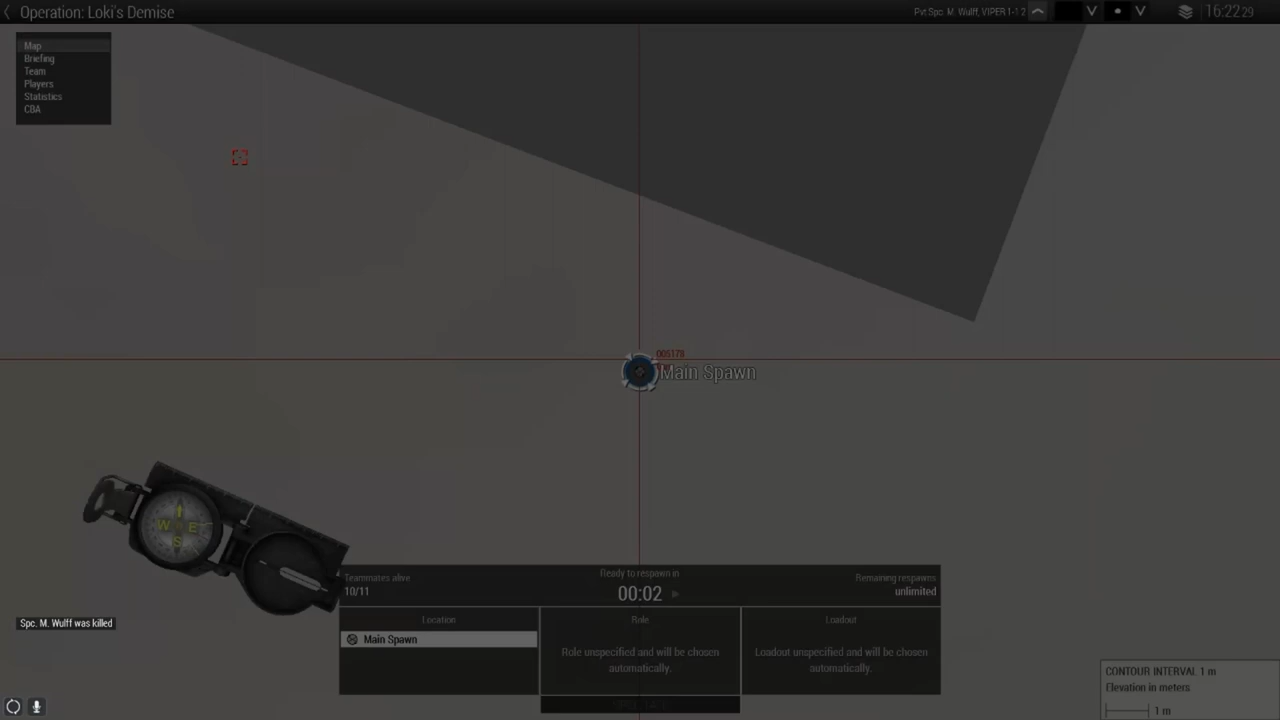 Operation: Loki's Demise
Pvt Spc. M. Wulff, VIPER 1-1 2
16:22 29
Map
Briefing
Team
Players
Statistics
CBA
005178
Main Spawn
W E
S
Spc. M. Wulff was killed
Teammates alive
10/11
Ready to respawn in
00:02
Remaining respawns
unlimited
Location
Main Spawn
Role
Role unspecified and will be chosen
automatically.
Loadout
Loadout unspecified and will be chosen
automatically.
CONTOUR INTERVAL 1 m
Elevation in meters
1 m